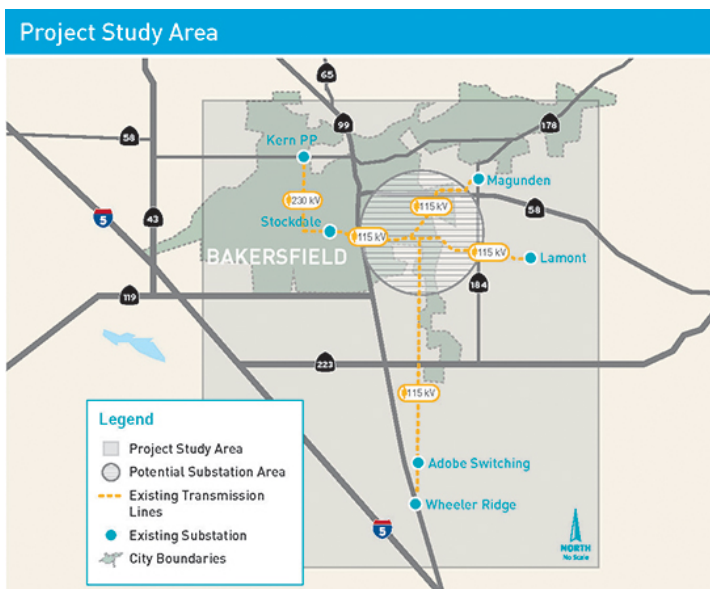 Project Study Area
65
99
178
58
Kern PP
Magunden
230 kV
115 kV
58
5
43
Stockdale
115 kV
115 kV
BAKERSFIELD
Lamont
184
119
223
115 kV
Legend
Project Study Area
Potential Substation Area
Existing Transmission
Lines
Existing Substation
City Boundaries
Adobe Switching
Wheeler Ridge
5
NORTH
No Scale